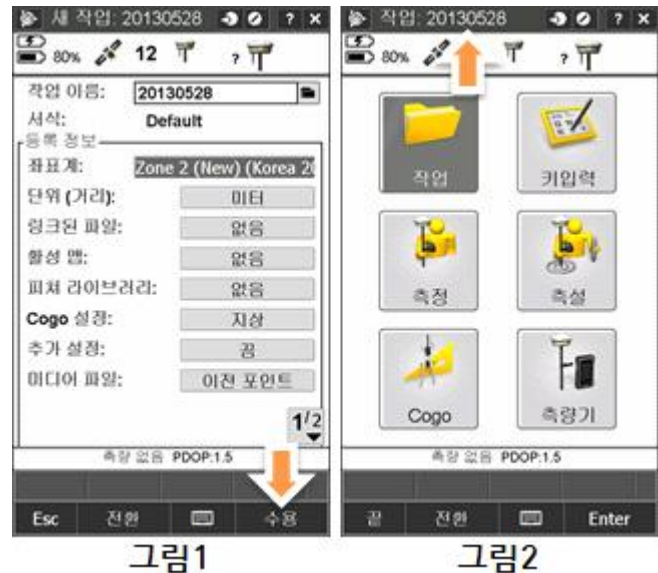 새 작업: 20130528 ? ×
80% 12 ?
작업 이름: 20130528
서식: Default
등록 정보
좌표계: Zone 2 (New) (Korea 20
단위 (거리): 미터
링크된 파일: 없음
활성 맵: 없음
피쳐 라이브러리: 없음
Cogo 설정: 지상
추가 설정: 끔
미디어 파일: 이전 포인트
1/2
측량 없음 PDOP:1.5
Esc 전환 수용
그림1
작업: 20130528 ? ×
80% ?
작업 키입력
측정 측설
Cogo 측량기
측량 없음 PDOP:1.5
끝 전환 Enter
그림2